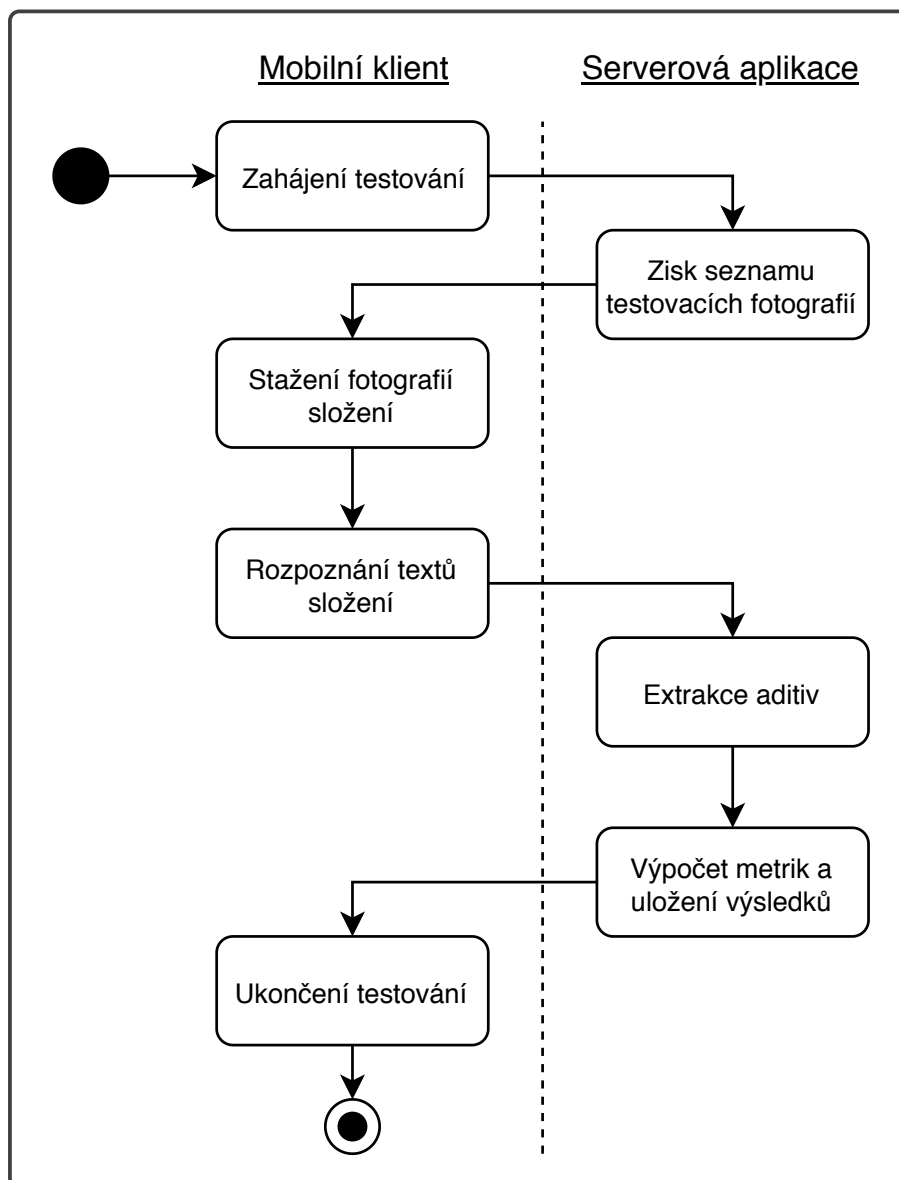 Mobilní klient
Serverová aplikace
Zahájení testování
Zisk seznamu
testovacích fotografií
Stažení fotografií
složení
Rozpoznání textů
složení
Extrakce aditiv
Výpočet metrik a
uložení výsledků
Ukončení testování